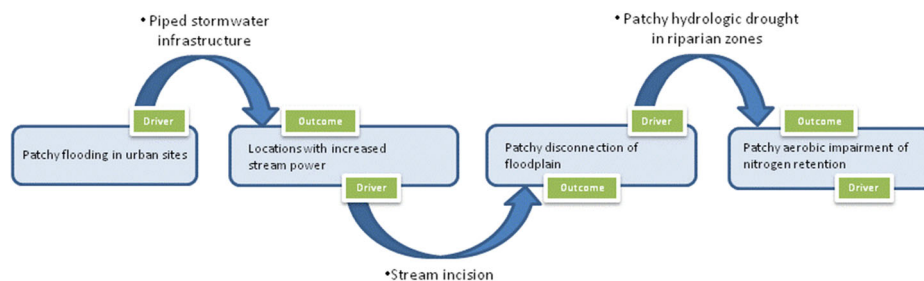 •Piped stormwater
infrastructure
•Patchy hydrologic drought
in riparian zones
Driver
Outcome
Driver
Outcome
Patchy flooding in urban sites
Locations with increased
stream power
Patchy disconnection of
floodplain
Patchy aerobic impairment of
nitrogen retention
Driver
Outcome
Driver
•Stream incision